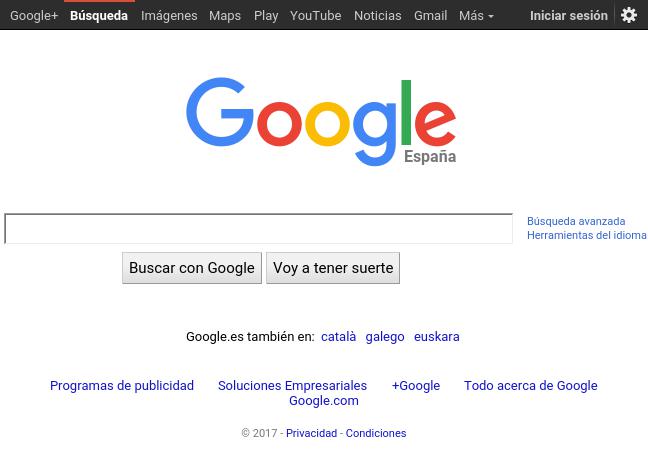 Google+ Búsqueda Imágenes Maps Play YouTube Noticias Gmail Más Iniciar sesión
Google
España
Búsqueda avanzada
Herramientas del idioma
Buscar con Google Voy a tener suerte
Google.es también en: català galego euskara
Programas de publicidad Soluciones Empresariales +Google Todo acerca de Google
Google.com
© 2017 - Privacidad - Condiciones